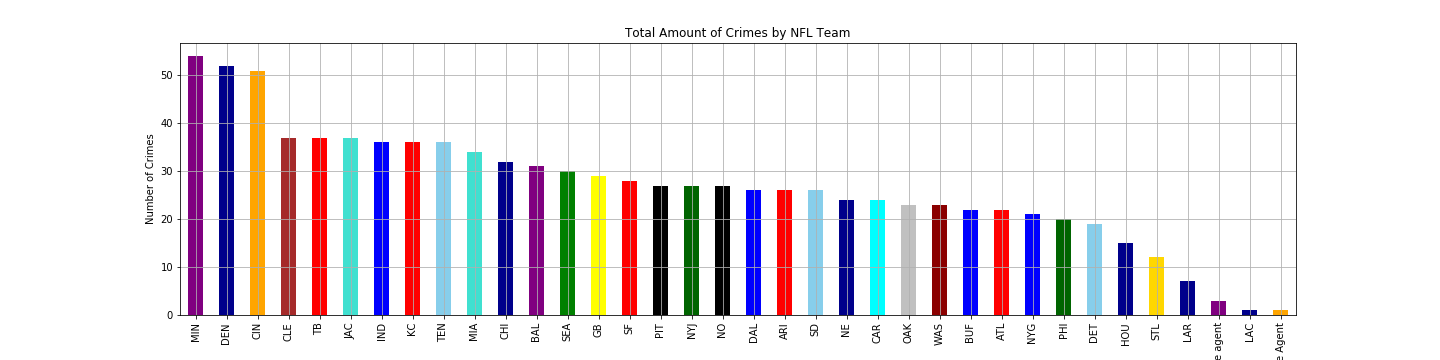 Total Amount of Crimes by NFL Team
Number of Crimes
50
40
30
20
10
0
MIN
DEN
CIN
CLE
TB
JAC
IND
KC
TEN
MIA
CHI
BAL
SEA
GB
SF
PIT
NYJ
NO
DAL
ARI
SD
NE
CAR
OAK
WAS
BUF
ATL
NYG
PHI
DET
HOU
STL
LAR
e agent
LAC
e Agent